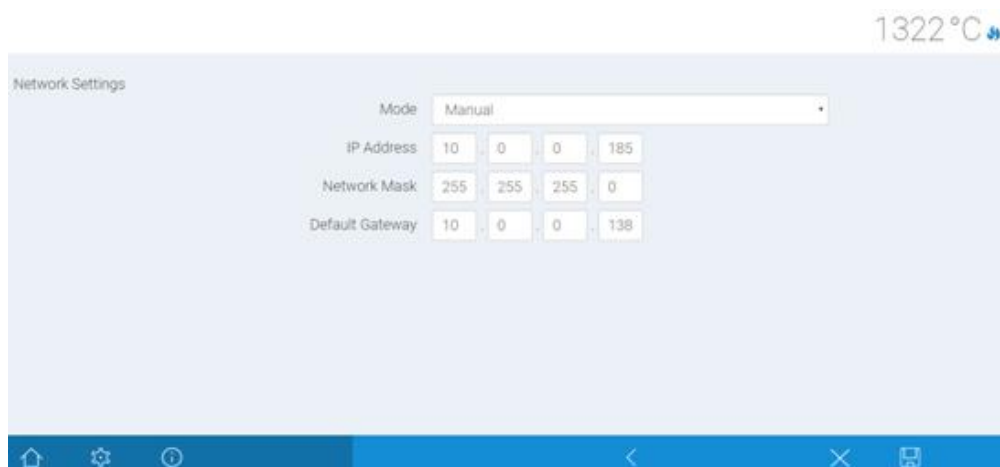 1322°C
Network Settings
Mode Manual
IP Address 10 . 0 . 0 . 185
Network Mask 255 . 255 . 255 . 0
Default Gateway 10 . 0 . 0 . 138